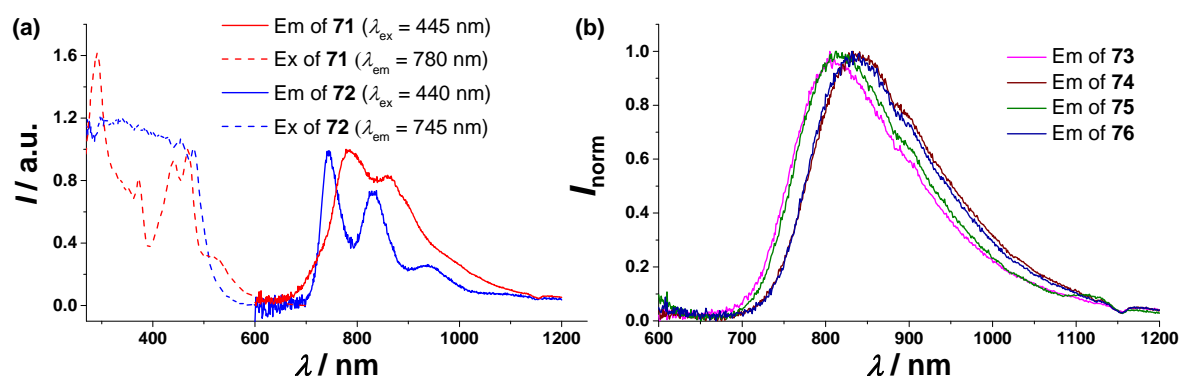 (a)
Em of 71 (λex = 445 nm)
Ex of 71 (λem = 780 nm)
Em of 72 (λex = 440 nm)
Ex of 72 (λem = 745 nm)
I / a.u.
1.6
1.2
0.8
0.4
0.0
400 600 800 1000 1200
λ / nm
(b)
Em of 73
Em of 74
Em of 75
Em of 76
Inorm
1.0
0.8
0.6
0.4
0.2
0.0
600 700 800 900 1000 1100 1200
λ / nm